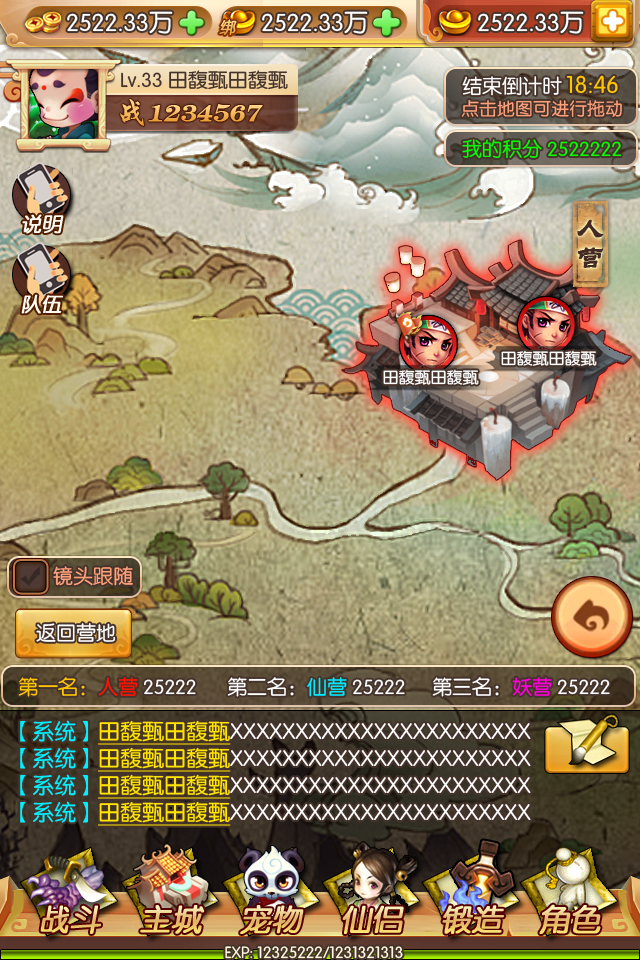 2522.33万 绑 2522.33万 2522.33万
Lv.33 田馥甄田馥甄
战1234567
结束倒计时 18:46
点击地图可进行拖动
我的积分 2522222
说明
队伍
人营
田馥甄田馥甄
田馥甄田馥甄
镜头跟随
返回营地
第一名：人营 25222 第二名：仙营 25222 第三名：妖营 25222
【系统】田馥甄田馥甄XXXXXXXXXXXXXXXXXXXXXXX
【系统】田馥甄田馥甄XXXXXXXXXXXXXXXXXXXXXXX
【系统】田馥甄田馥甄XXXXXXXXXXXXXXXXXXXXXXX
【系统】田馥甄田馥甄XXXXXXXXXXXXXXXXXXXXXXX
战斗 主城 宠物 仙侣 锻造 角色
EXP: 12325222/1231321313